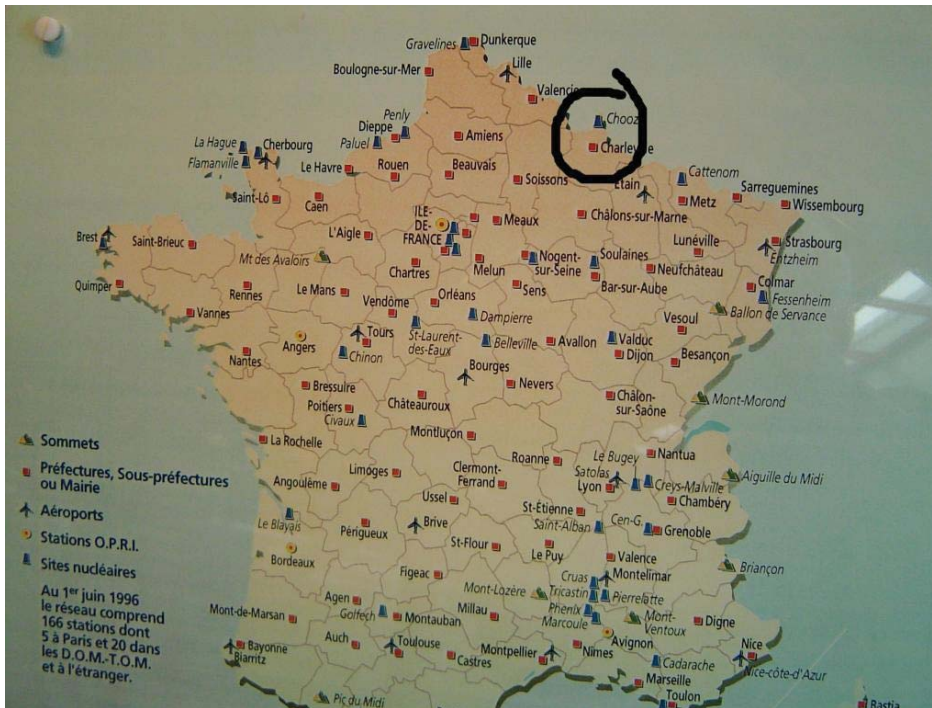 Gravelines
Dunkerque
Lille
Boulogne-sur-Mer
Valencie
Chooz
Penly
Dieppe
Amiens
Charleville
La Hague
Cherbourg
Paluel
Flamanville
Le Havre
Rouen
Beauvais
Soissons
Étain
Cattenom
Metz
Sarreguemines
Wissembourg
Saint-Lô
Caen
ILE-
DE-
FRANCE
Meaux
Châlons-sur-Marne
L'Aigle
Lunéville
Strasbourg
Entzheim
Brest
Saint-Brieuc
Mt des Avaloirs
Chartres
Melun
Nogent-
sur-Seine
Soulaines
Neufchâteau
Bar-sur-Aube
Colmar
Fessenheim
Quimper
Rennes
Le Mans
Vendôme
Orléans
Sens
Ballon de Servance
Vannes
Dampierre
Vesoul
Angers
Tours
St-Laurent-
des-Eaux
Belleville
Avallon
Valduc
Dijon
Besançon
Nantes
Chinon
Bourges
Nevers
Bressuire
Châteauroux
Châlon-
sur-Saône
Mont-Morond
Poitiers
Civaux
Montluçon
La Rochelle
Roanne
Le Bugey
Nantua
Limoges
Clermont-
Ferrand
Satolas
Lyon
Creys-Malville
Aiguille du Midi
Angoulême
Ussel
Chambéry
St-Étienne
Saint-Alban
Cen-G.
Grenoble
Le Blayais
Périgueux
Brive
St-Flour
Le Puy
Valence
Bordeaux
Figeac
Cruas
Montelimar
Briançon
Agen
Mont-Lozère
Tricastin
Pierrelatte
Mont-de-Marsan
Golfech
Montauban
Millau
Phenix
Marcoule
Mont-
Ventoux
Digne
Auch
Toulouse
Avignon
Nice
Bayonne
Biarritz
Castres
Montpellier
Nimes
Cadarache
Nice-côte-d'Azur
Marseille
Toulon
Pic du Midi
Bastia
Sommets
Préfectures, Sous-préfectures
ou Mairie
Aéroports
Stations O.P.R.I.
Sites nucléaires
Au 1er juin 1996
le réseau comprend
166 stations dont
5 à Paris et 20 dans
les D.O.M.-T.O.M.
et à l'étranger.